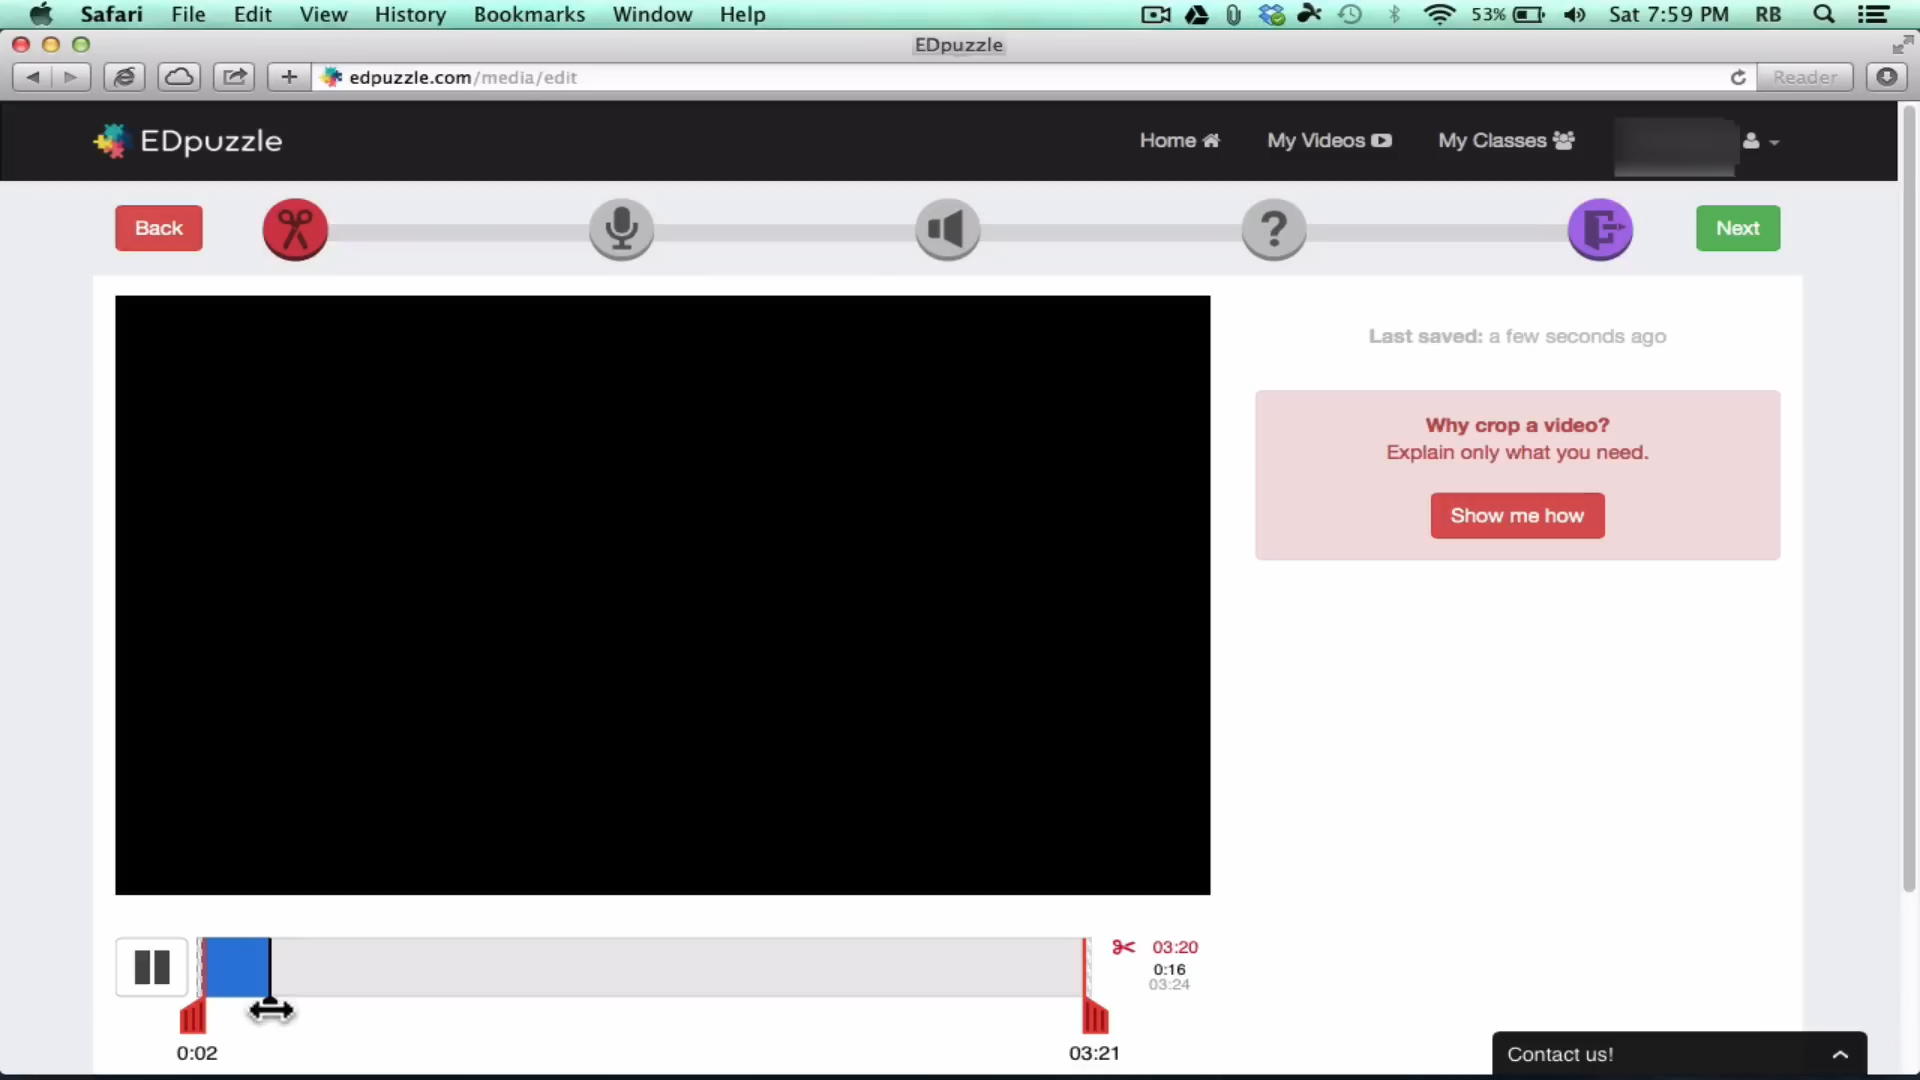 Safari File Edit View History Bookmarks Window Help 53% Sat 7:59 PM RB
EDpuzzle
edpuzzle.com/media/edit Reader
EDpuzzle Home My Videos My Classes
Back ? Next
Last saved: a few seconds ago
Why crop a video?
Explain only what you need.
Show me how
03:20
0:16
03:24
0:02 03:21
Contact us!